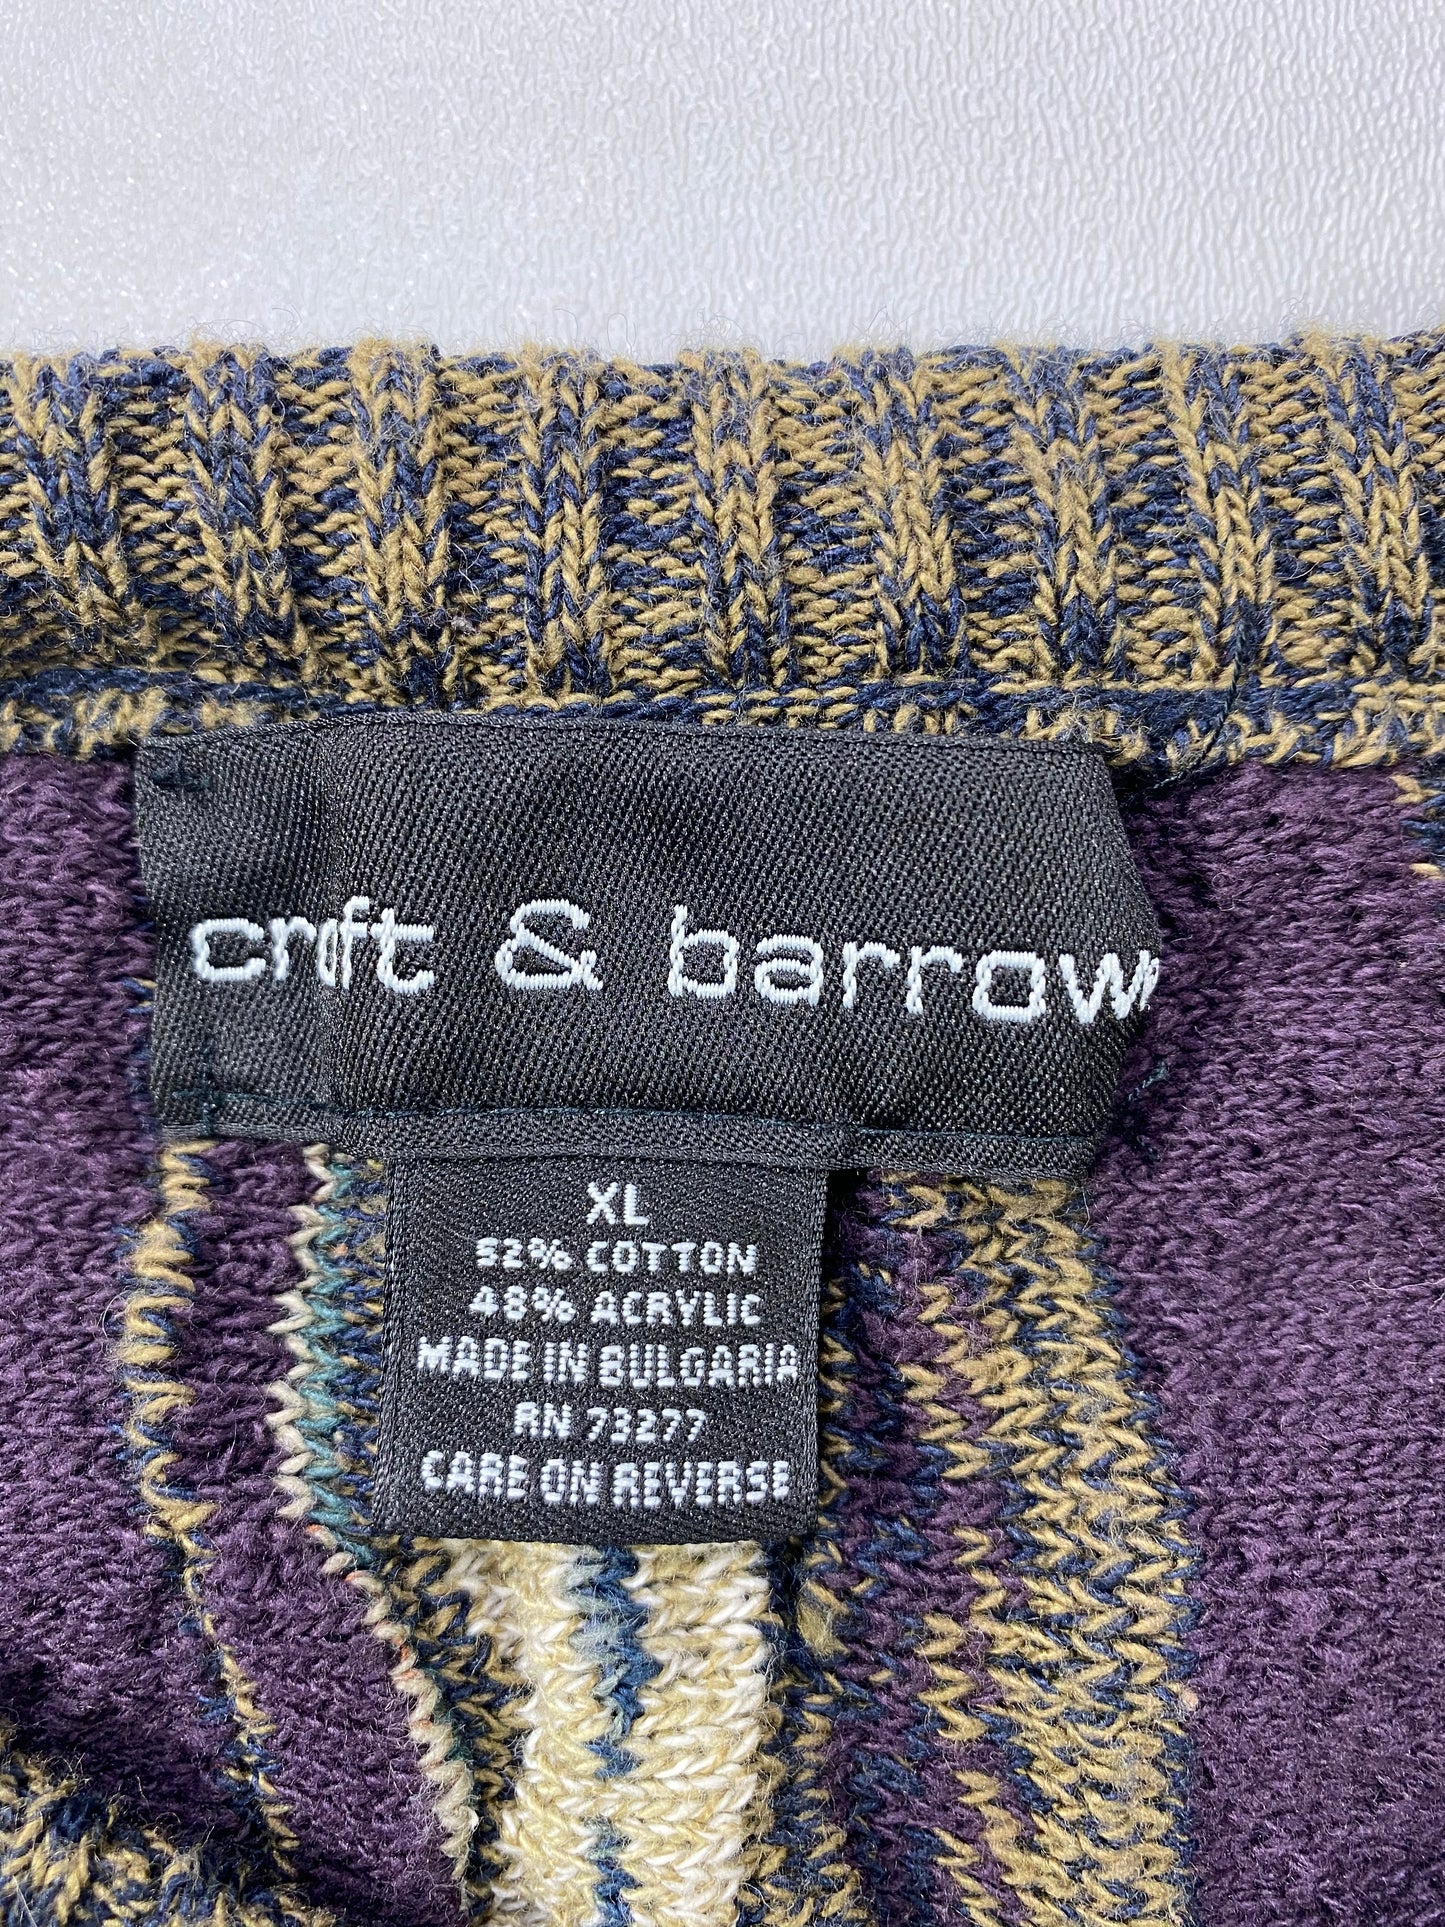 croft & barrow
XL
52% COTTON
48% ACRYLIC
MADE IN BULGARIA
RN 73277
CARE ON REVERSE